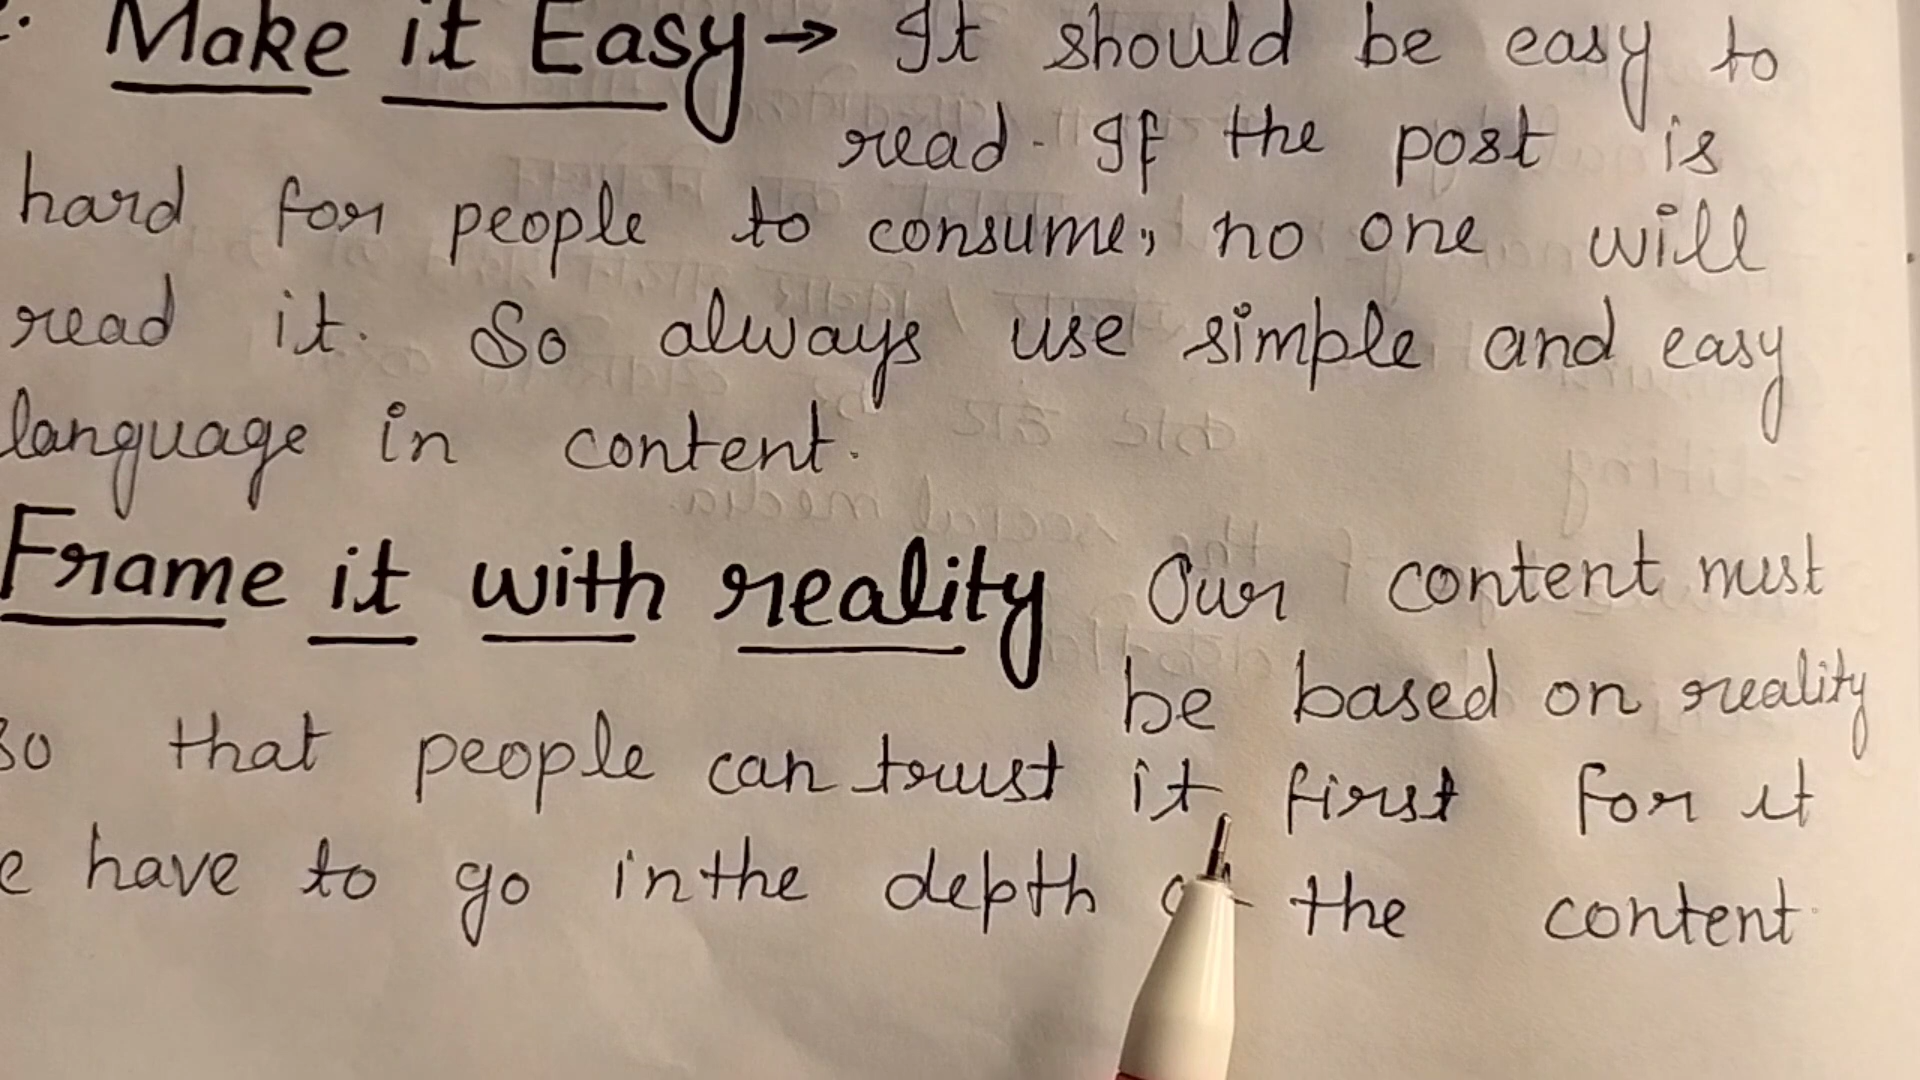 Make it Easy → It should be easy to
read. If the post is
hard for people to consume, no one will
read it. So always use simple and easy
language in content.
Frame it with reality Our content must
be based on reality
so that people can trust it first for it
have to go in the depth the content